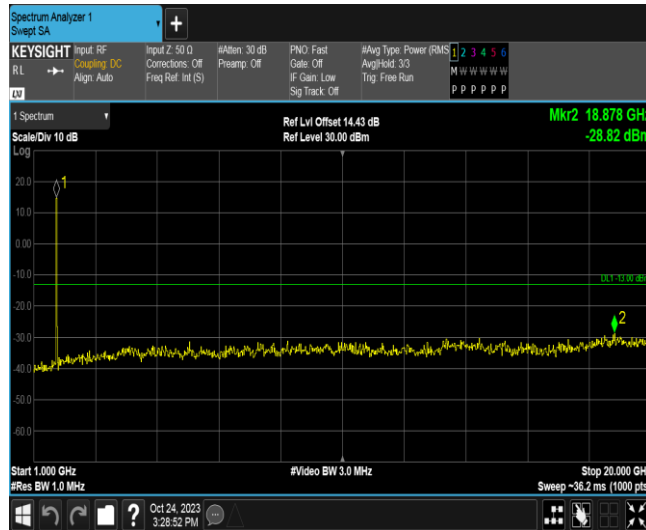 Spectrum Analyzer 1
Swept SA
+
KEYSIGHT Input: RF Input Z: 50 Ω #Atten: 30 dB PNO: Fast #Avg Type: Power (RMS 1 2 3 4 5 6
RL Coupling: DC Corrections: Off Preamp: Off Gate: Off Avg|Hold: 3/3 M W W W W W
Align: Auto Freq Ref: Int (S) IF Gain: Low Trig: Free Run
Sig Track: Off P P P P P P
LXI
1 Spectrum Ref Lvl Offset 14.43 dB Mkr2 18.878 GHz
Scale/Div 10 dB Ref Level 30.00 dBm -28.82 dBm
Log
1
20.0
10.0
0.00
-10.0
DL1 -13.00 dB
-20.0
2
-30.0
-40.0
-50.0
-60.0
Start 1.000 GHz #Video BW 3.0 MHz Stop 20.000 GHz
#Res BW 1.0 MHz Sweep ~36.2 ms (1000 pts
? Oct 24, 2023
3:28:52 PM